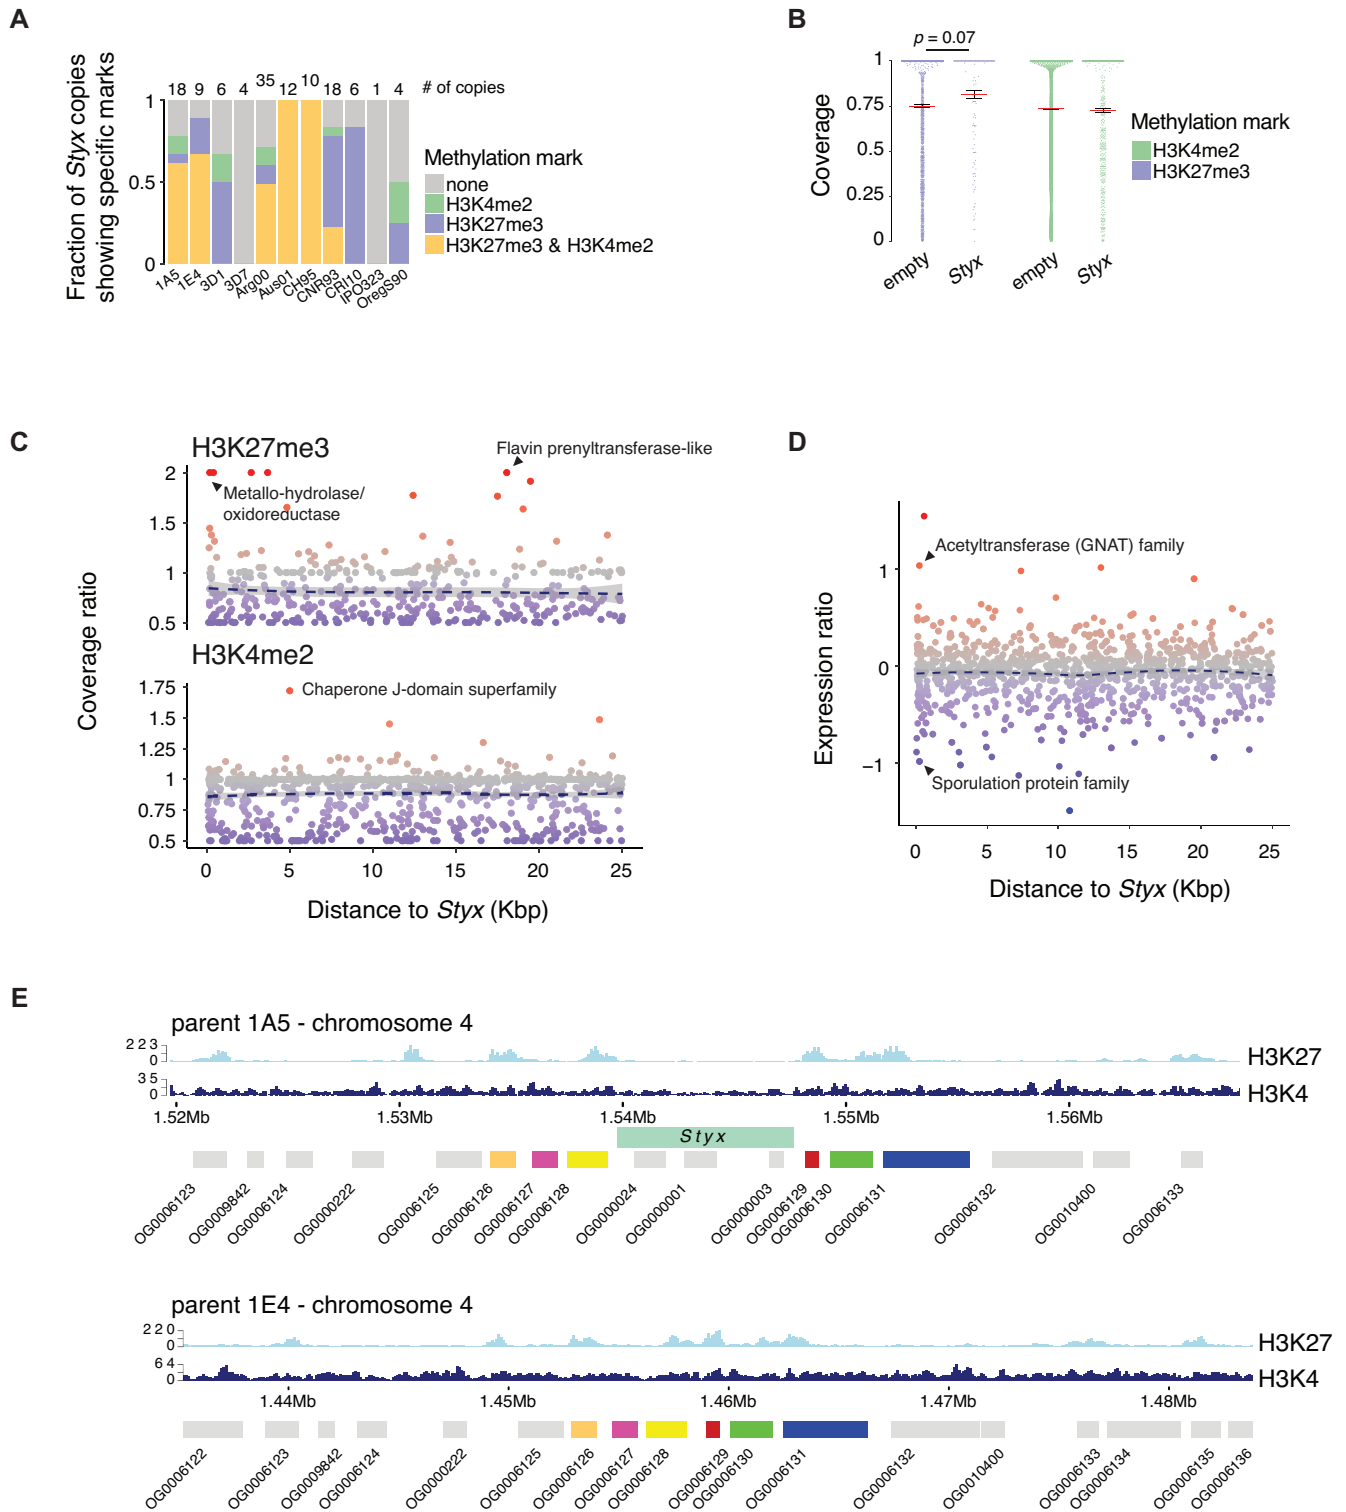 A
Fraction of Styx copies
showing specific marks
18 9 6 4 35 12 10 18 6 1 4 # of copies
1
0.5
0
1A5 1E4 3D1 3D7 Arg00 Aus01 CH95 CNR93 CRI10 IPO323 OregS90
Methylation mark
none
H3K4me2
H3K27me3
H3K27me3 & H3K4me2
B
p = 0.07
Coverage
1
0.75
0.5
0.25
0
empty Styx empty Styx
Methylation mark
H3K4me2
H3K27me3
C
H3K27me3
Flavin prenyltransferase-like
Metallo-hydrolase/
oxidoreductase
2
1.5
1
0.5
Coverage ratio
H3K4me2
Chaperone J-domain superfamily
1.75
1.5
1.25
1
0.75
0.5
0 5 10 15 20 25
Distance to Styx (Kbp)
D
Acetyltransferase (GNAT) family
Expression ratio
1
0
−1
Sporulation protein family
0 5 10 15 20 25
Distance to Styx (Kbp)
E
parent 1A5 - chromosome 4
223
0
H3K27
35
0
H3K4
1.52Mb 1.53Mb 1.54Mb 1.55Mb 1.56Mb
Styx
OG0006123 OG0009842 OG0006124 OG0000222 OG0006125 OG0006126 OG0006127 OG0006128 OG0000024 OG0000001 OG0000003 OG0006129 OG0006130 OG0006131 OG0006132 OG0010400 OG0006133
parent 1E4 - chromosome 4
220
0
H3K27
64
0
H3K4
1.44Mb 1.45Mb 1.46Mb 1.47Mb 1.48Mb
OG0006122 OG0006123 OG0009842 OG0006124 OG0000222 OG0006125 OG0006126 OG0006127 OG0006128 OG0006129 OG0006130 OG0006131 OG0006132 OG0010400 OG0006133 OG0006134 OG0006135 OG0006136